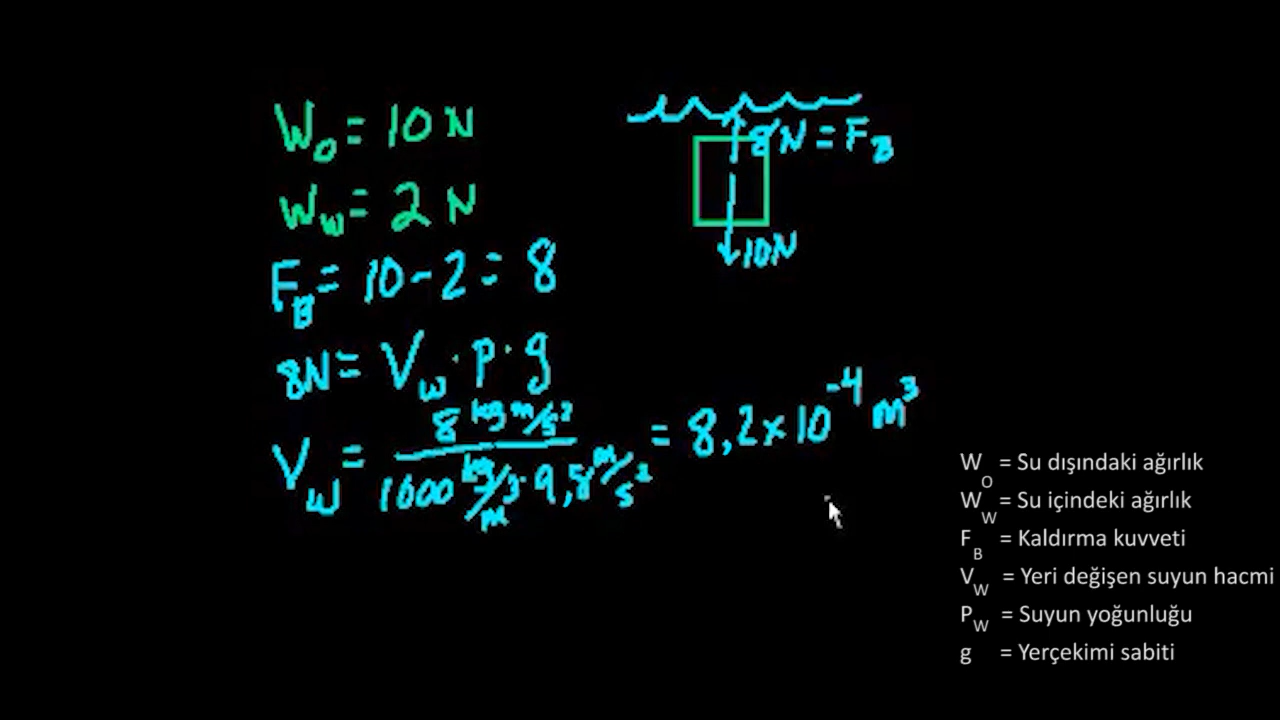 W₀ = 10 N
W_w = 2 N
F_B = 10 - 2 = 8
8N = V_w · P · g
V_w = 8 kg m/s² / 1000 kg/m³ · 9,8 m/s² = 8,2 x 10⁻⁴ m³
8N = F_B
10N
W_O = Su dışındaki ağırlık
W_W = Su içindeki ağırlık
F_B = Kaldırma kuvveti
V_W = Yeri değişen suyun hacmi
P_W = Suyun yoğunluğu
g = Yerçekimi sabiti